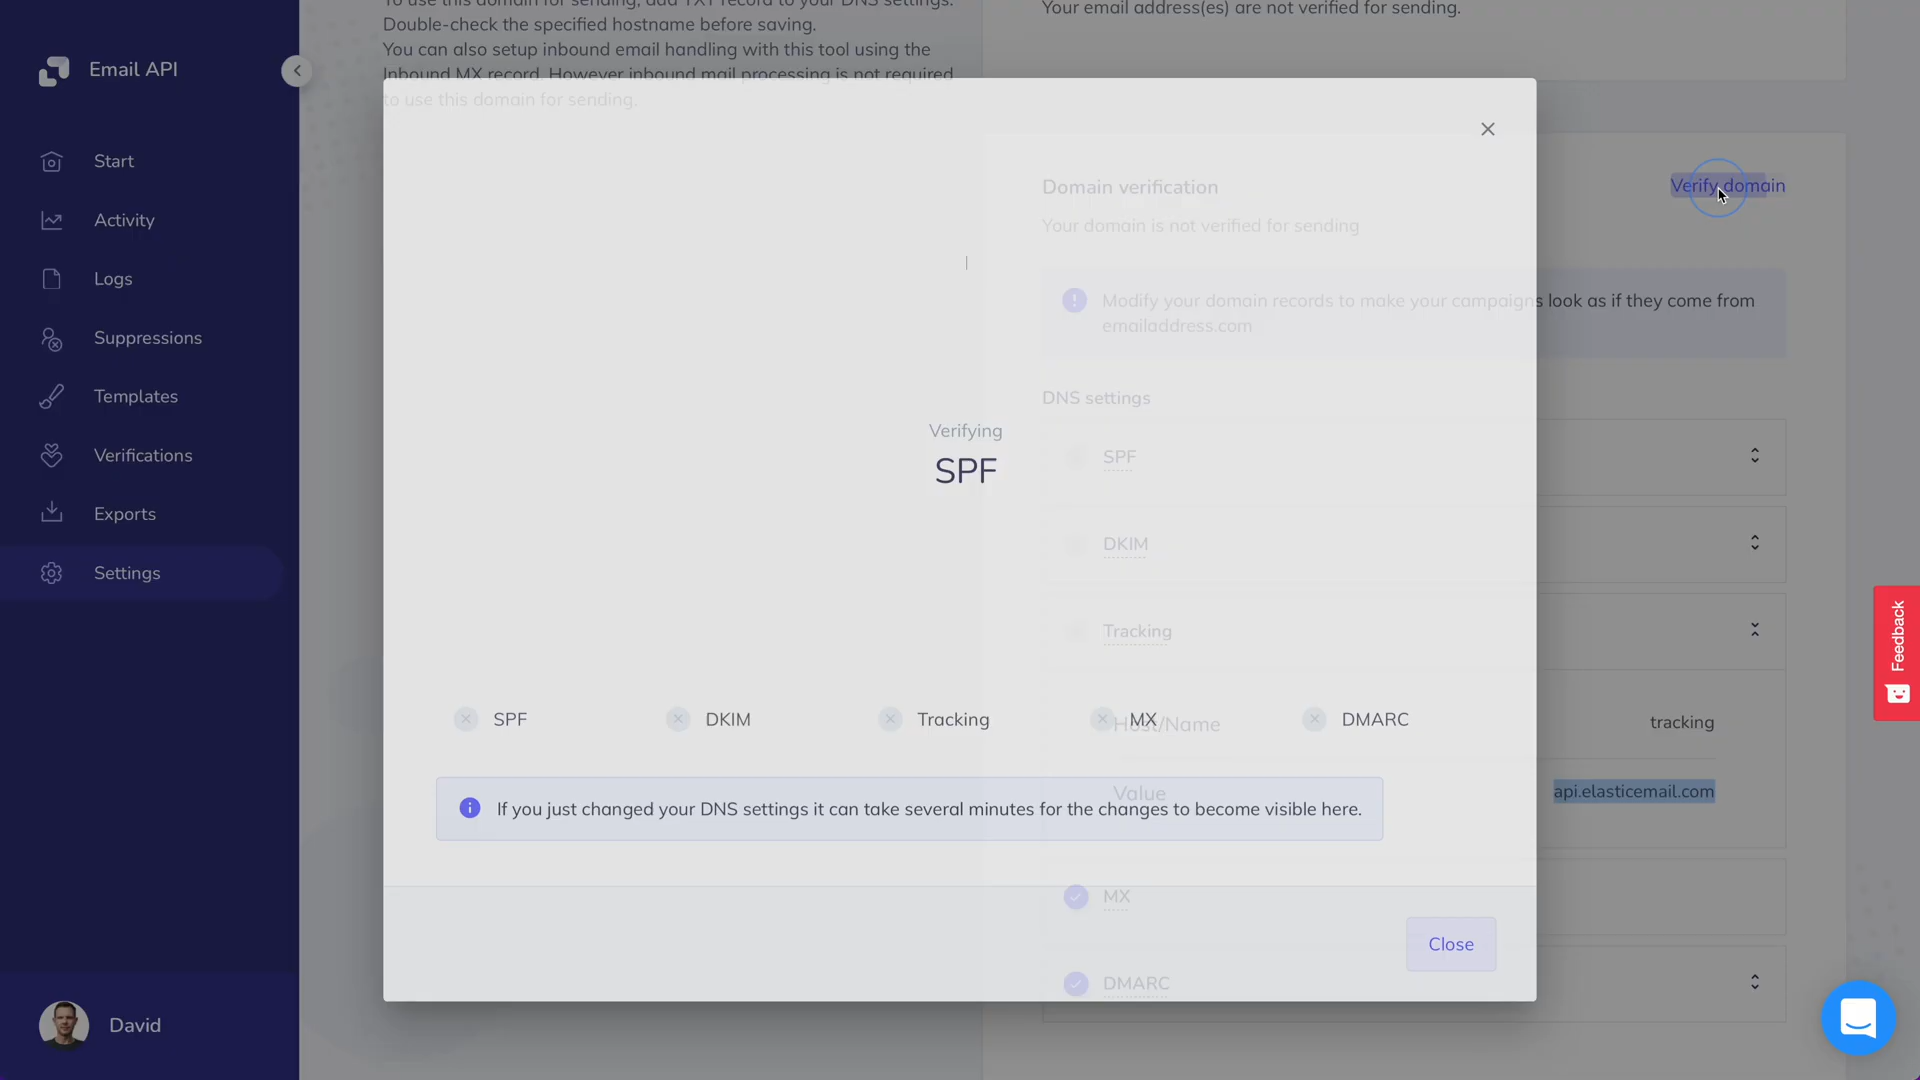 Email API
Start
Activity
Logs
Suppressions
Templates
Verifications
Exports
Settings
David
To use this domain for sending, add TXT record to your DNS settings.
Double-check the specified hostname before saving.
You can also setup inbound email handling with this tool using the
Inbound MX record. However inbound mail processing is not required
to use this domain for sending.
Your email address(es) are not verified for sending.
Domain verification
Verify domain
Your domain is not verified for sending
Modify your domain records to make your campaigns look as if they come from
emailaddress.com
DNS settings
SPF
DKIM
Tracking
Host/Name
tracking
Value
api.elasticemail.com
MX
DMARC
Verifying
SPF
SPF
DKIM
Tracking
MX
DMARC
If you just changed your DNS settings it can take several minutes for the changes to become visible here.
Close
Feedback